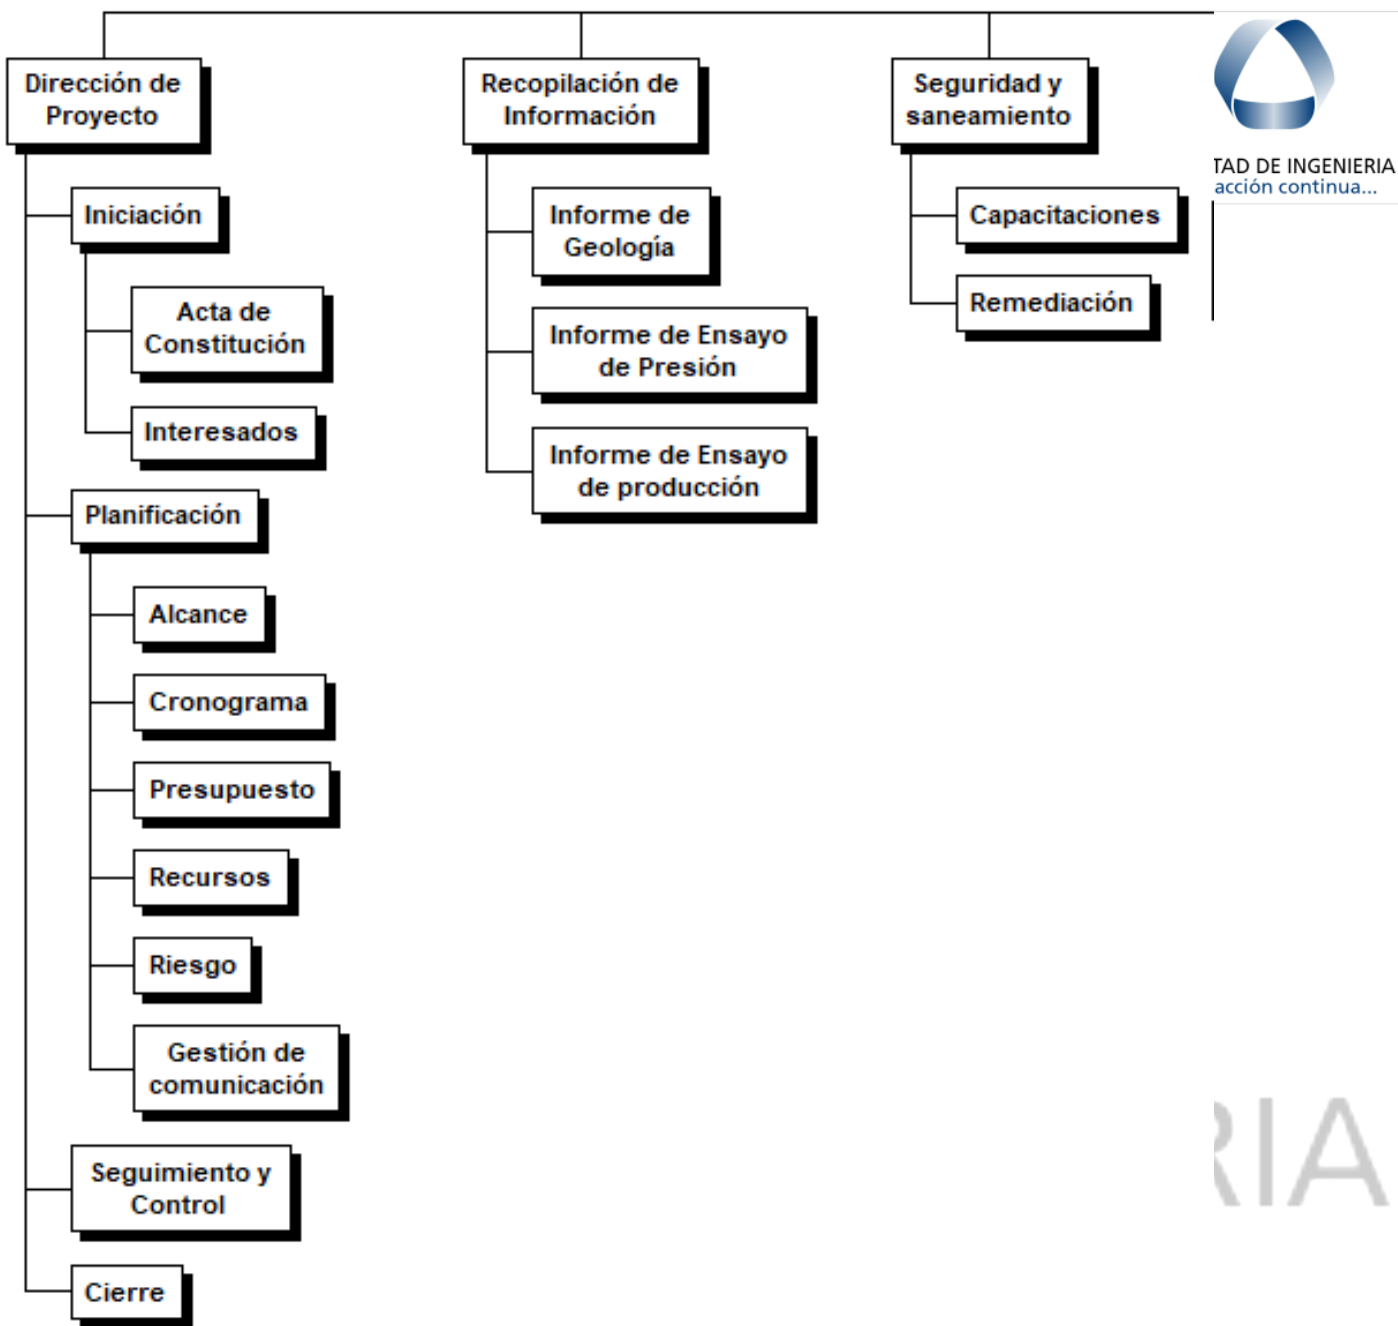 Dirección de
Proyecto
Iniciación
Acta de
Constitución
Interesados
Planificación
Alcance
Cronograma
Presupuesto
Recursos
Riesgo
Gestión de
comunicación
Seguimiento y
Control
Cierre
Recopilación de
Información
Informe de
Geología
Informe de Ensayo
de Presión
Informe de Ensayo
de producción
Seguridad y
saneamiento
Capacitaciones
Remediación
TAD DE INGENIERIA
acción continua...
RIA